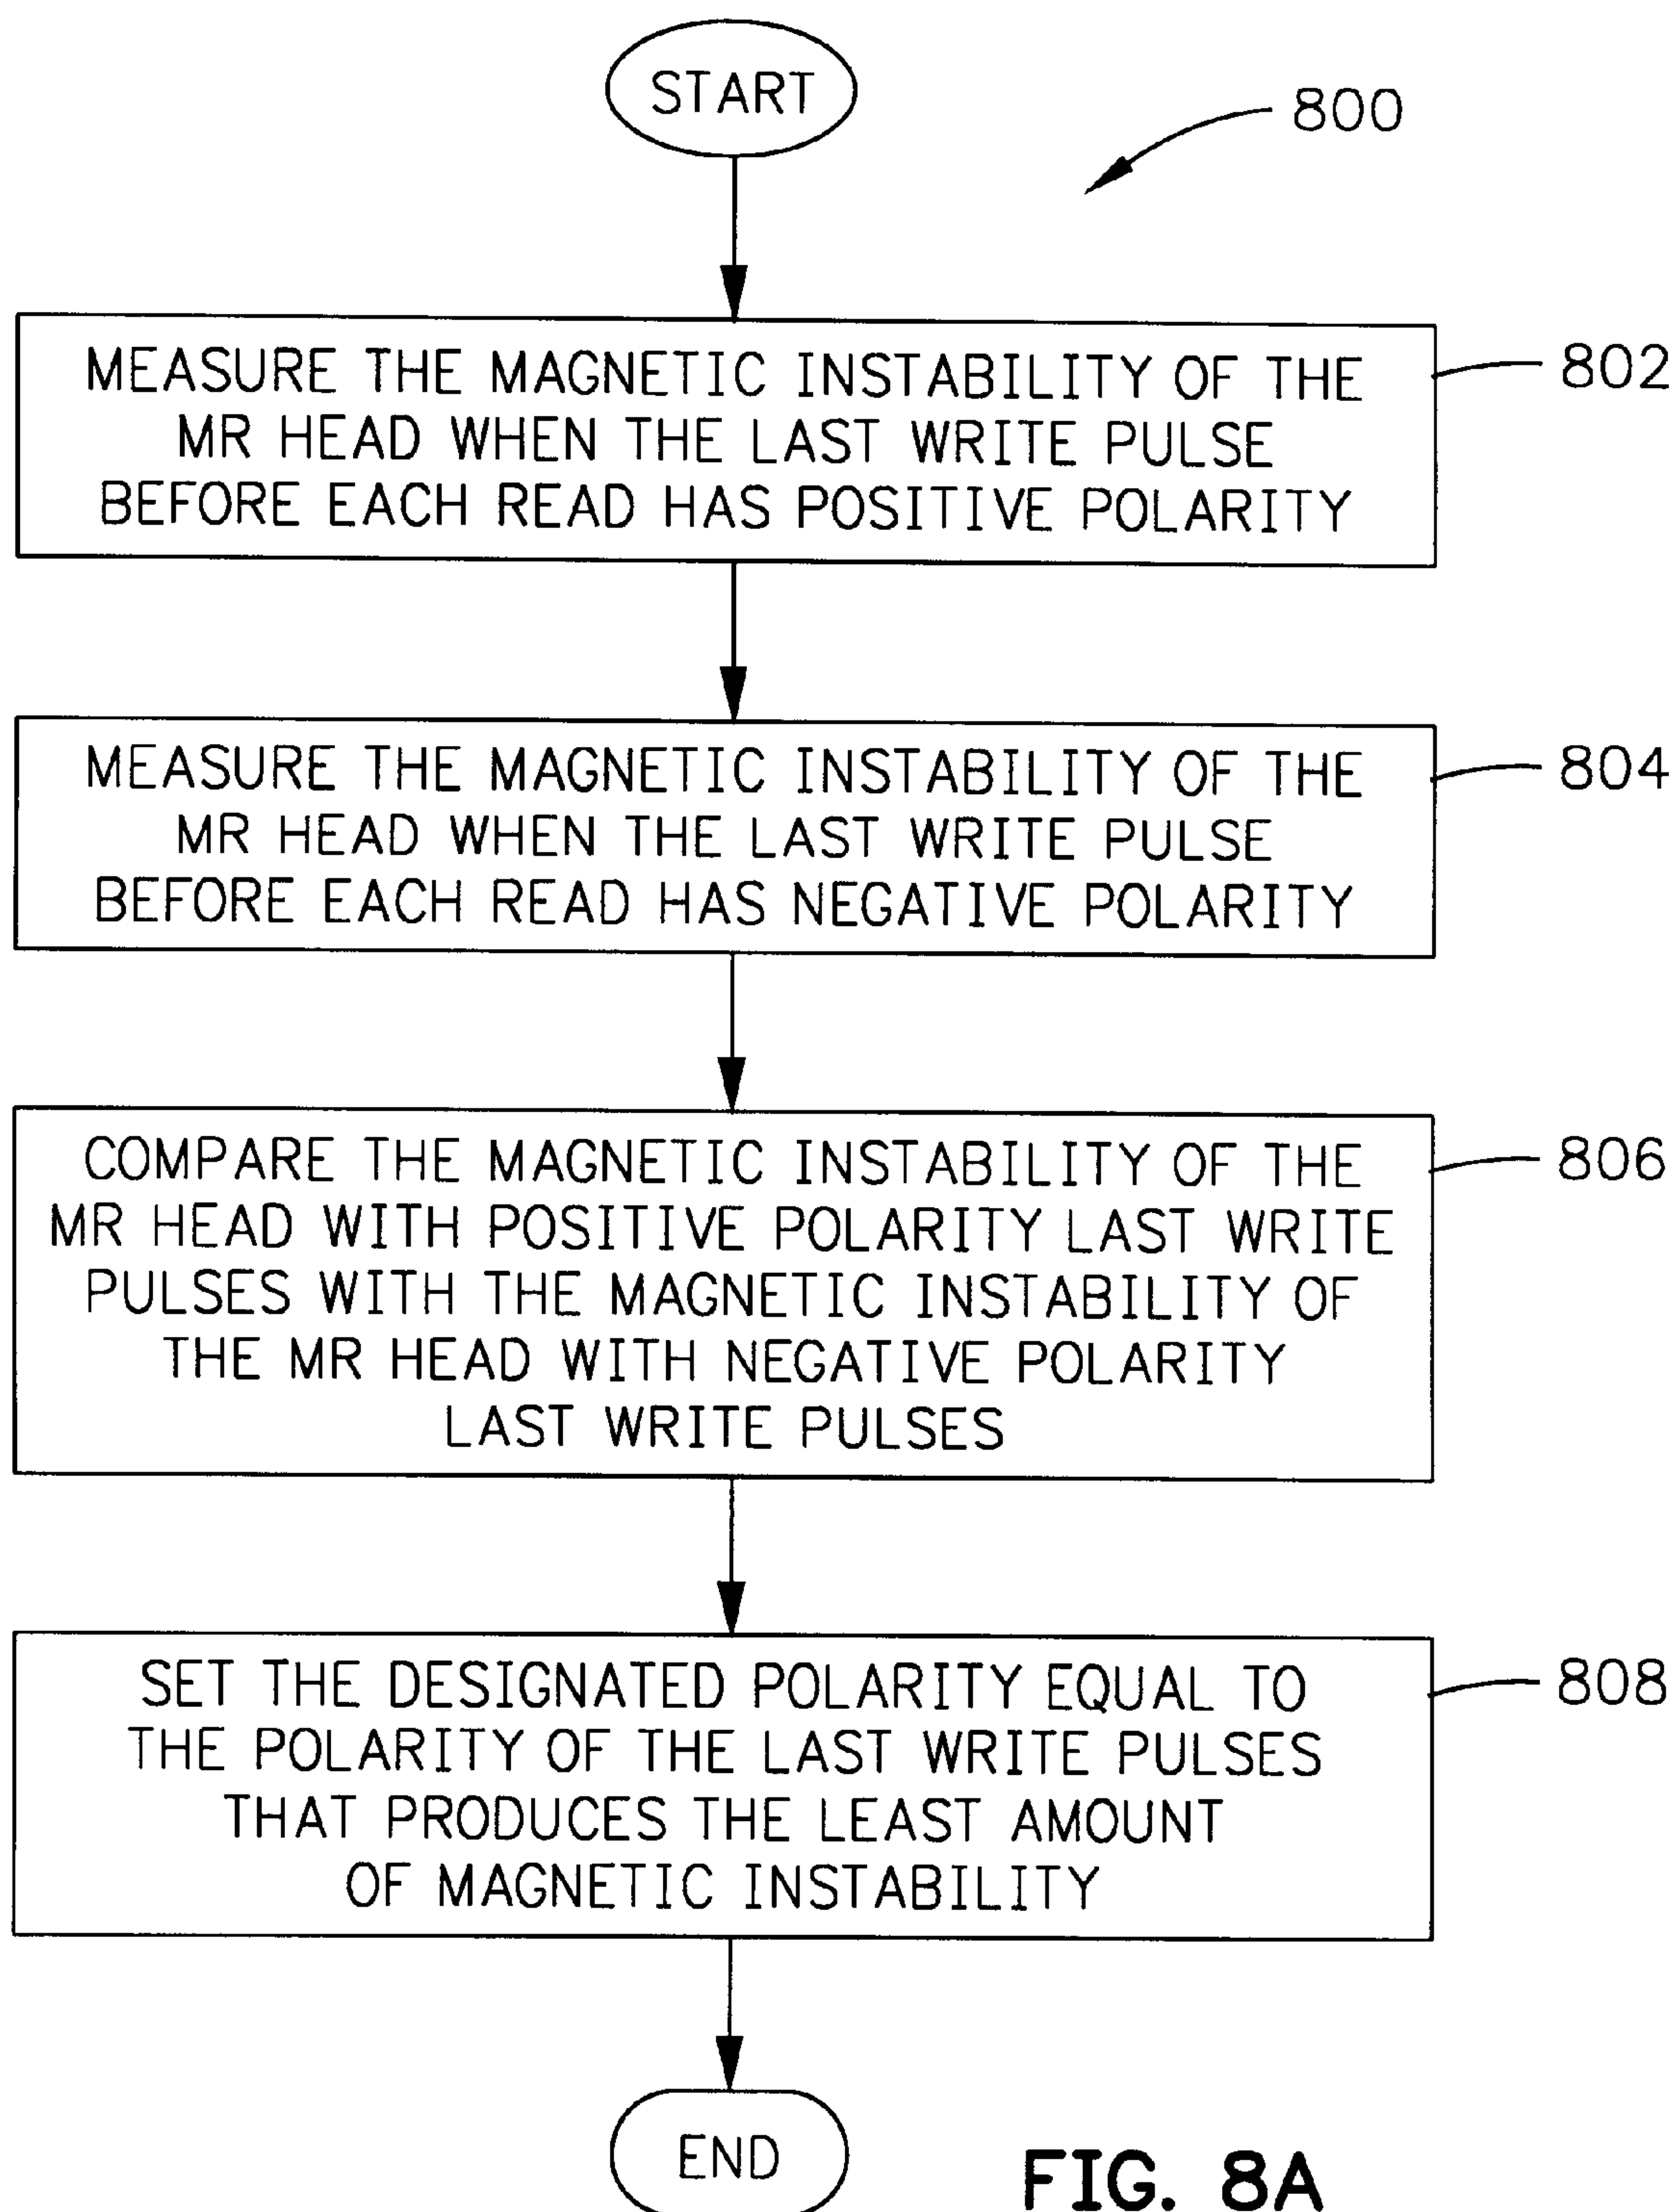 START
800
MEASURE THE MAGNETIC INSTABILITY OF THE
MR HEAD WHEN THE LAST WRITE PULSE
BEFORE EACH READ HAS POSITIVE POLARITY
802
MEASURE THE MAGNETIC INSTABILITY OF THE
MR HEAD WHEN THE LAST WRITE PULSE
BEFORE EACH READ HAS NEGATIVE POLARITY
804
COMPARE THE MAGNETIC INSTABILITY OF THE
MR HEAD WITH POSITIVE POLARITY LAST WRITE
PULSES WITH THE MAGNETIC INSTABILITY OF
THE MR HEAD WITH NEGATIVE POLARITY
LAST WRITE PULSES
806
SET THE DESIGNATED POLARITY EQUAL TO
THE POLARITY OF THE LAST WRITE PULSES
THAT PRODUCES THE LEAST AMOUNT
OF MAGNETIC INSTABILITY
808
END
FIG. 8A